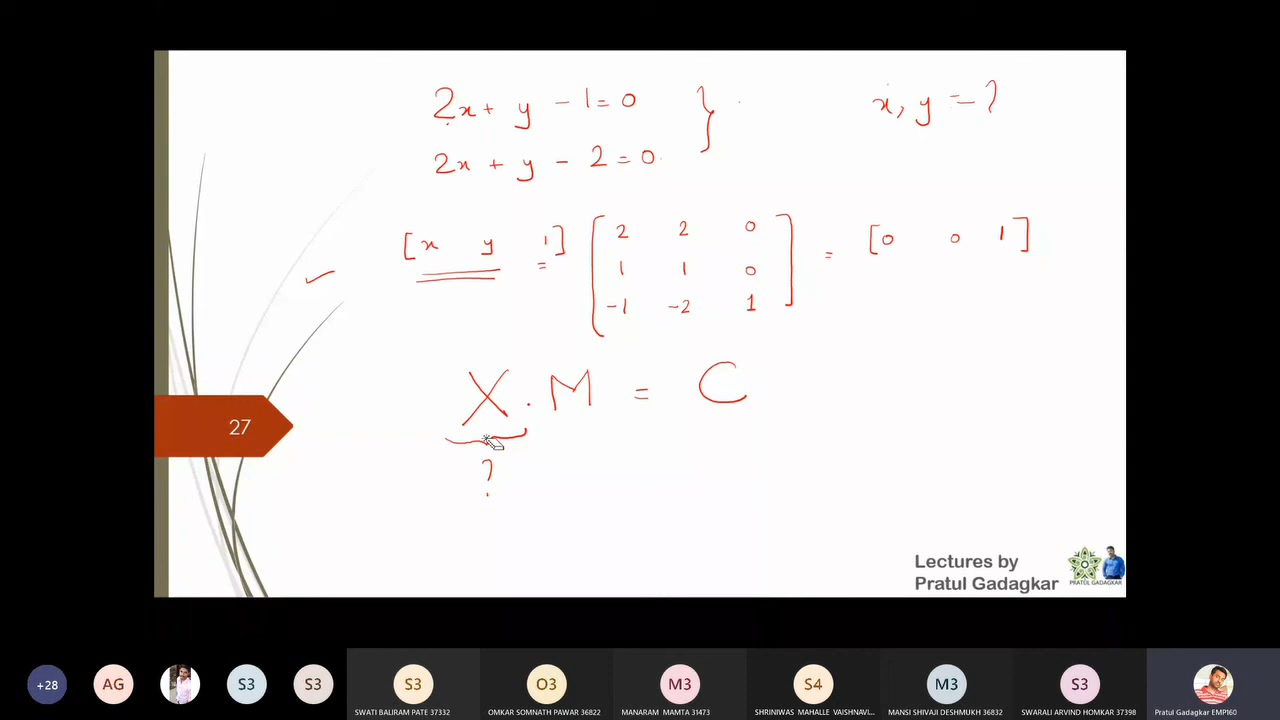 2x + y - 1 = 0 } x, y = ?
2x + y - 2 = 0
[x y 1] [2 2 0 = [0 0 1]
1 1 0
-1 -2 1]
X . M = C
?
27
Lectures by
Pratul Gadagkar
PRATUL GADAGKAR
+28 AG S3 S3 S3 O3 M3 S4 M3 S3
SWATI BALIRAM PATE 37332 OMKAR SOMNATH PAWAR 36822 MANARAM MAMTA 31473 SHRINIWAS MAHALLE VAISHNAVI... MANSI SHIVAJI DESHMUKH 36832 SWARALI ARVIND HOMKAR 37398 Pratul Gadagkar EMP160